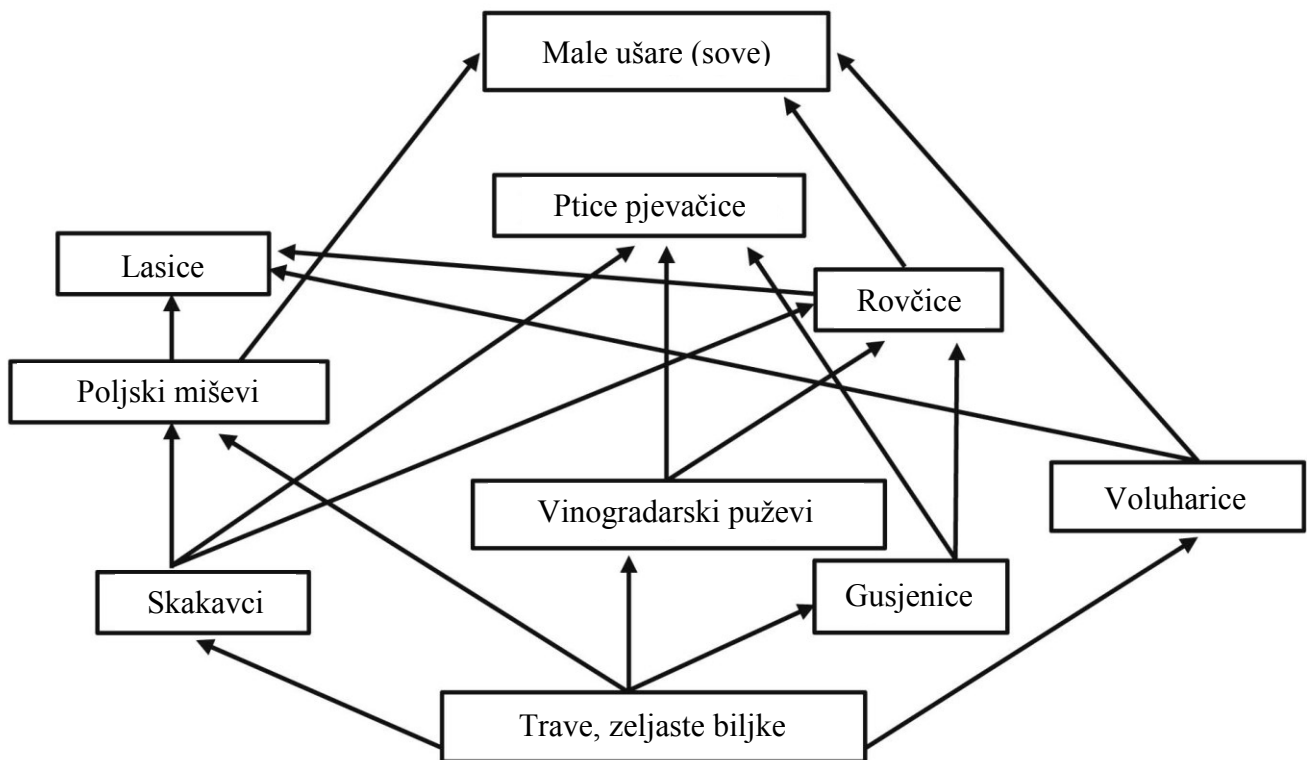 Male ušare (sove)
Ptice pjevačice
Lasice
Rovčice
Poljski miševi
Vinogradarski puževi
Voluharice
Skakavci
Gusjenice
Trave, zeljaste biljke